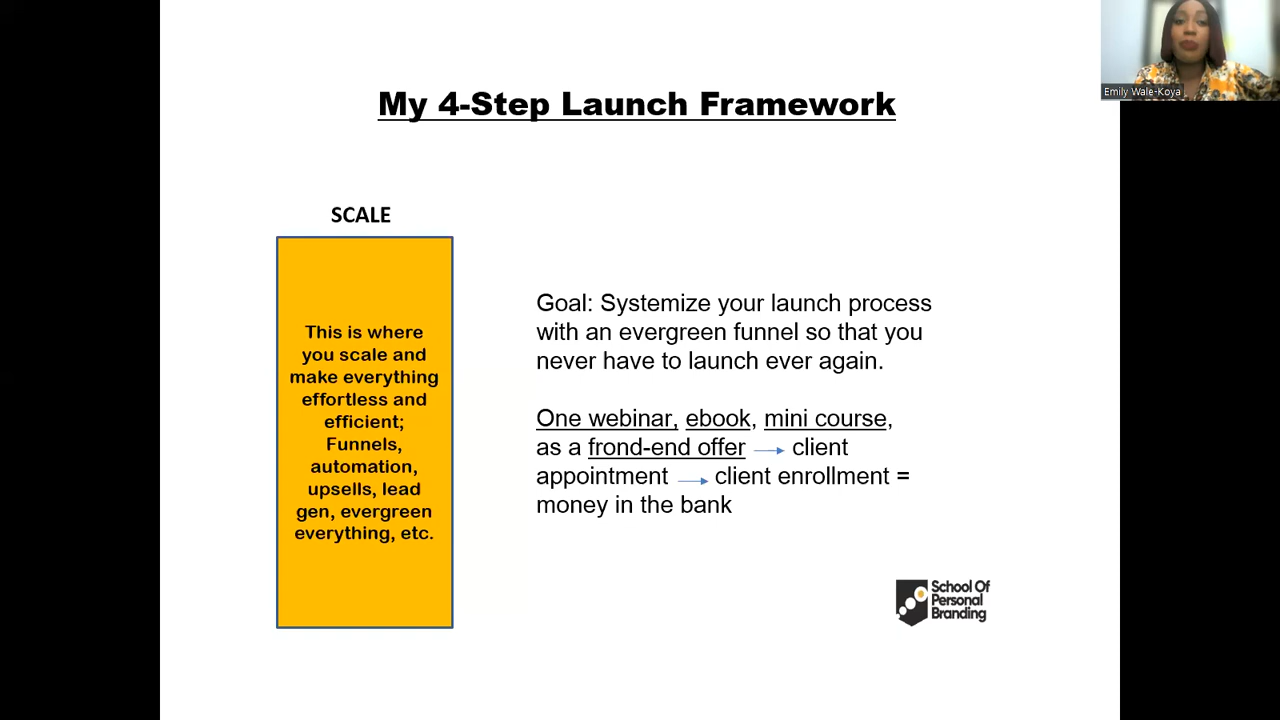 Emily Wale-Koya
My 4-Step Launch Framework
SCALE
This is where
you scale and
make everything
effortless and
efficient;
Funnels,
automation,
upsells, lead
gen, evergreen
everything, etc.
Goal: Systemize your launch process
with an evergreen funnel so that you
never have to launch ever again.
One webinar, ebook, mini course,
as a frond-end offer → client
appointment → client enrollment =
money in the bank
School Of
Personal
Branding